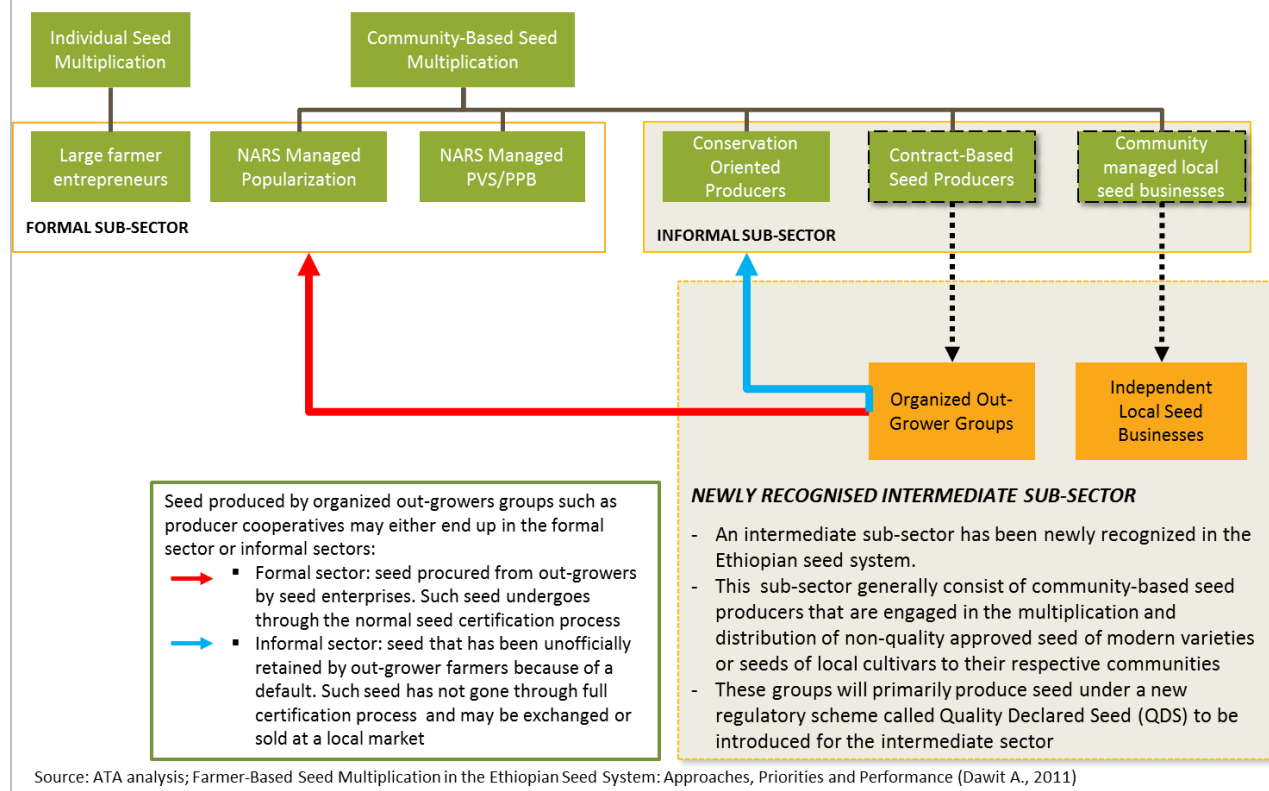 Individual Seed
Multiplication
Community-Based Seed
Multiplication
Large farmer
entrepreneurs
NARS Managed
Popularization
NARS Managed
PVS/PPB
Conservation
Oriented
Producers
Contract-Based
Seed Producers
Community
managed local
seed businesses
FORMAL SUB-SECTOR
INFORMAL SUB-SECTOR
Organized Out-
Grower Groups
Independent
Local Seed
Businesses
Seed produced by organized out-growers groups such as
producer cooperatives may either end up in the formal
sector or informal sectors:
▪ Formal sector: seed procured from out-growers
by seed enterprises. Such seed undergoes
through the normal seed certification process
▪ Informal sector: seed that has been unofficially
retained by out-grower farmers because of a
default. Such seed has not gone through full
certification process and may be exchanged or
sold at a local market
NEWLY RECOGNISED INTERMEDIATE SUB-SECTOR
- An intermediate sub-sector has been newly recognized in the
Ethiopian seed system.
- This sub-sector generally consist of community-based seed
producers that are engaged in the multiplication and
distribution of non-quality approved seed of modern varieties
or seeds of local cultivars to their respective communities
- These groups will primarily produce seed under a new
regulatory scheme called Quality Declared Seed (QDS) to be
introduced for the intermediate sector
Source: ATA analysis; Farmer-Based Seed Multiplication in the Ethiopian Seed System: Approaches, Priorities and Performance (Dawit A., 2011)